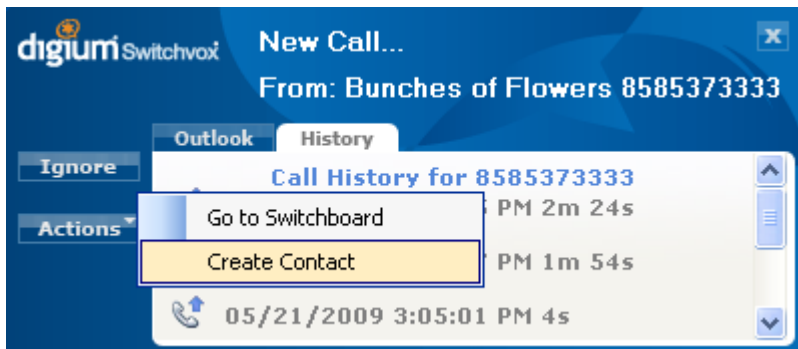 digium Switchvox
New Call...
From: Bunches of Flowers 8585373333
Outlook History
Ignore
Call History for 8585373333
PM 2m 24s
Actions
Go to Switchboard
PM 1m 54s
Create Contact
05/21/2009 3:05:01 PM 4s